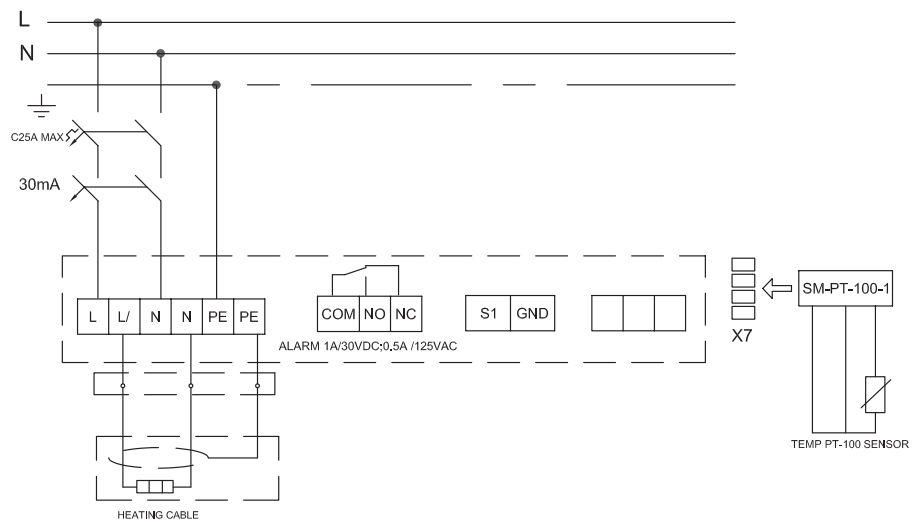 L
N
C25A MAX
30mA
L L/ N N PE PE
COM NO NC
S1 GND
SM-PT-100-1
X7
ALARM 1A/30VDC;0.5A /125VAC
TEMP PT-100 SENSOR
HEATING CABLE